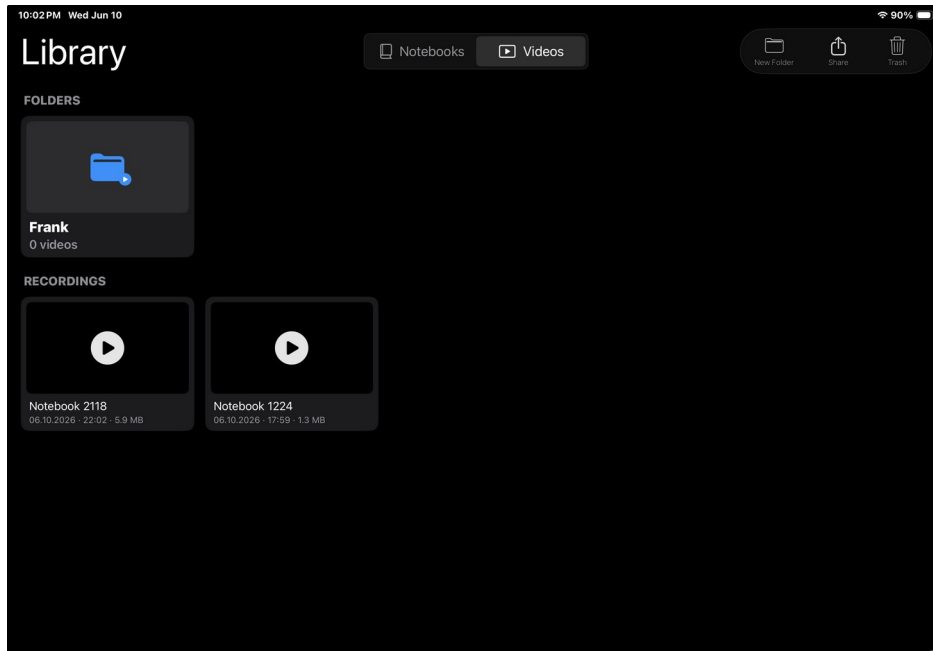 10:02 PM Wed Jun 10
90%
Library
Notebooks
Videos
New Folder
Share
Trash
FOLDERS
Frank
0 videos
RECORDINGS
Notebook 2118
06.10.2026 · 22:02 · 5.9 MB
Notebook 1224
06.10.2026 · 17:59 · 1.3 MB